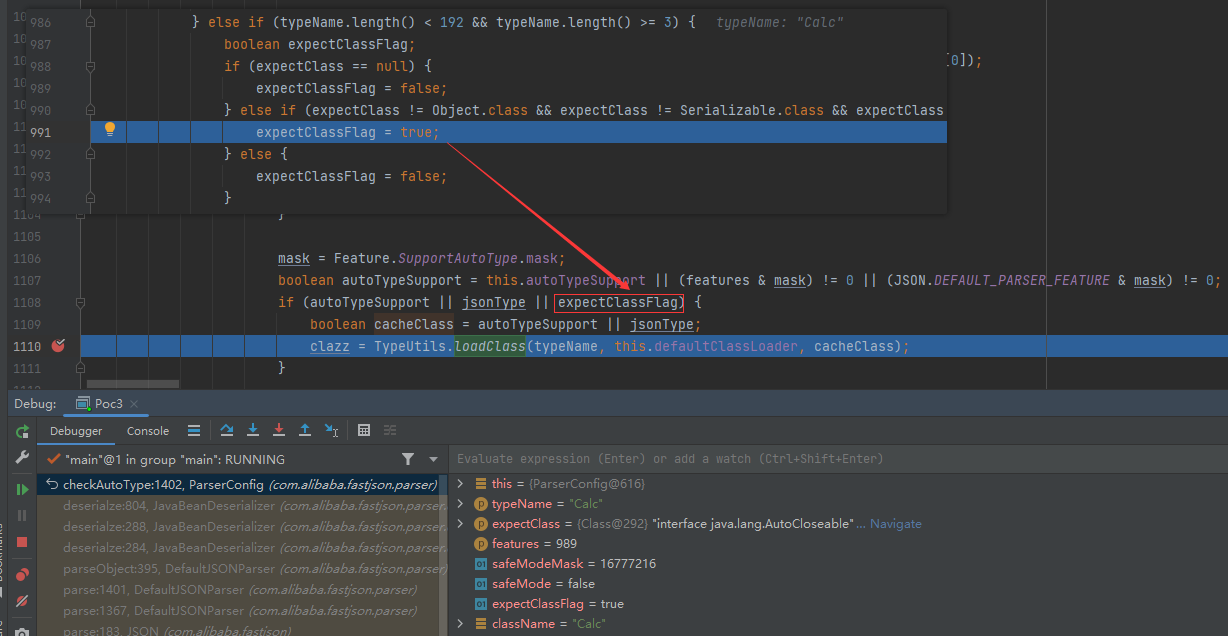 986 } else if (typeName.length() < 192 && typeName.length() >= 3) { typeName: "Calc"
987 boolean expectClassFlag;
988 if (expectClass == null) {
[0]);
989 expectClassFlag = false;
990 } else if (expectClass != Object.class && expectClass != Serializable.class && expectClass
991 expectClassFlag = true;
992 } else {
993 expectClassFlag = false;
994 }
1104 }
1105
1106 mask = Feature.SupportAutoType.mask;
1107 boolean autoTypeSupport = this.autoTypeSupport || (features & mask) != 0 || (JSON.DEFAULT_PARSER_FEATURE & mask) != 0;
1108 if (autoTypeSupport || jsonType || expectClassFlag) {
1109 boolean cacheClass = autoTypeSupport || jsonType;
1110 clazz = TypeUtils.loadClass(typeName, this.defaultClassLoader, cacheClass);
1111 }
Debug: Poc3
Debugger Console
"main"@1 in group "main": RUNNING
Evaluate expression (Enter) or add a watch (Ctrl+Shift+Enter)
checkAutoType:1402, ParserConfig (com.alibaba.fastjson.parser)
deserialze:804, JavaBeanDeserializer (com.alibaba.fastjson.parser.
deserialze:288, JavaBeanDeserializer (com.alibaba.fastjson.parser.
deserialze:284, JavaBeanDeserializer (com.alibaba.fastjson.parser.
parseObject:395, DefaultJSONParser (com.alibaba.fastjson.parser)
parse:1401, DefaultJSONParser (com.alibaba.fastjson.parser)
parse:1367, DefaultJSONParser (com.alibaba.fastjson.parser)
parse:183, JSON (com.alibaba.fastjson)
this = {ParserConfig@616}
typeName = "Calc"
expectClass = {Class@292} "interface java.lang.AutoCloseable" ... Navigate
features = 989
safeModeMask = 16777216
safeMode = false
expectClassFlag = true
className = "Calc"